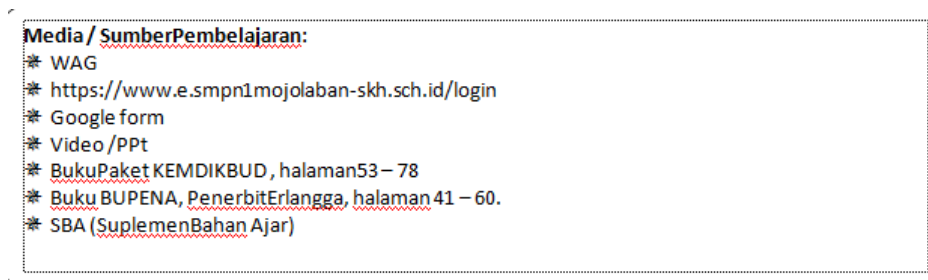 Media / SumberPembelajaran:
✵ WAG
✵ https://www.e.smpn1mojolaban-skh.sch.id/login
✵ Google form
✵ Video /PPt
✵ BukuPaket KEMDIKBUD , halaman53 – 78
✵ Buku BUPENA, PenerbitErlangga, halaman 41 – 60.
✵ SBA (SuplemenBahan Ajar)